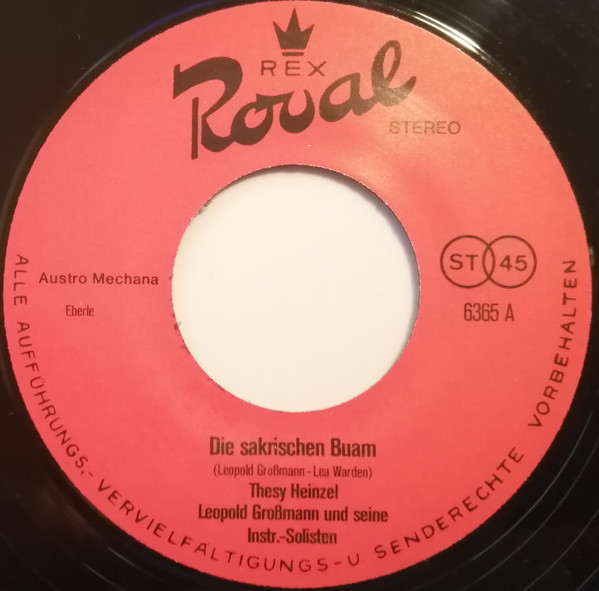 REX
Royal
STEREO
ST 45
Austro Mechana
6365 A
Eberle
Die sakrischen Buam
(Leopold Großmann - Lea Warden)
Thesy Heinzel
Leopold Großmann und seine
Instr.-Solisten
ALLE AUFFÜHRUNGS,- VERVIELFÄLTIGUNGS-U SENDERECHTE VORBEHALTEN